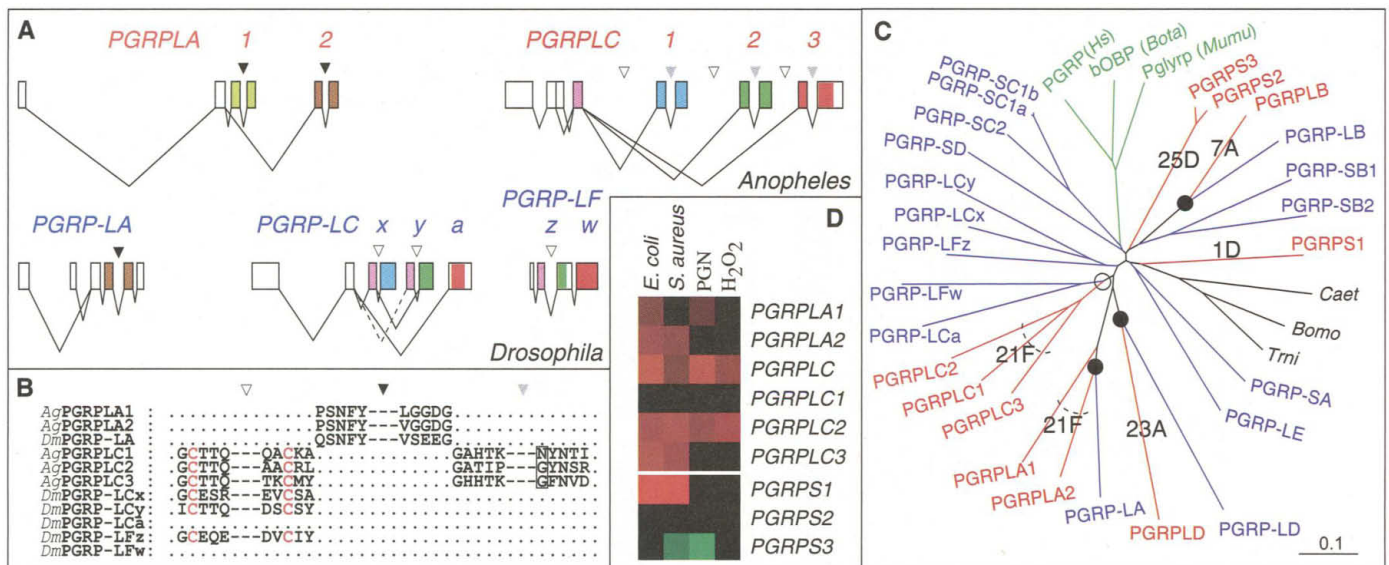 A
PGRPLA 1 2
PGRPLC 1 2 3
Anopheles
PGRP-LA
PGRP-LC x y a
PGRP-LF
z w
Drosophila
B
AgPGRPLA1 : ................PSNFY---LGGDG................
AgPGRPLA2 : ................PSNFY---YVGGDG................
DmPGRP-LA : ................QSNFY---VSEEG................
AgPGRPLC1 : .GCTTQ---QACKA................GAHTK---NYNTI
AgPGRPLC2 : .GCTTQ---AACRL................GATIP---GYNSR
AgPGRPLC3 : .GCTTQ---TKCMY................GHHTK---GFNVD
DmPGRP-LCx: .GCESR---EVCSA................
DmPGRP-LCy: .ICTTQ---DSCSY................
DmPGRP-LCa: ................
DmPGRP-LFz: .GCEQE---DVCIY................
DmPGRP-LFw: ................
D
E. coli
S. aureus
PGN
H2O2
PGRPLA1
PGRPLA2
PGRPLC
PGRPLC1
PGRPLC2
PGRPLC3
PGRPS1
PGRPS2
PGRPS3
C
PGRP(Hs)
bOBP (Bota)
Pglyrp (Mumu)
PGRPS3
PGRPS2
PGRPLB
PGRP-LB
PGRP-SB1
PGRP-SB2
PGRPS1
Caet
Bomo
Trni
PGRP-SA
PGRP-LE
PGRP-LD
PGRPLD
PGRP-LA
PGRPLA2
PGRPLA1
PGRPLC3
PGRPLC1
PGRPLC2
PGRP-LCa
PGRP-LFw
PGRP-LFz
PGRP-LCx
PGRP-LCy
PGRP-SD
PGRP-SC2
PGRP-SC1a
PGRP-SC1b
25D
7A
1D
21F
21F
23A
0.1